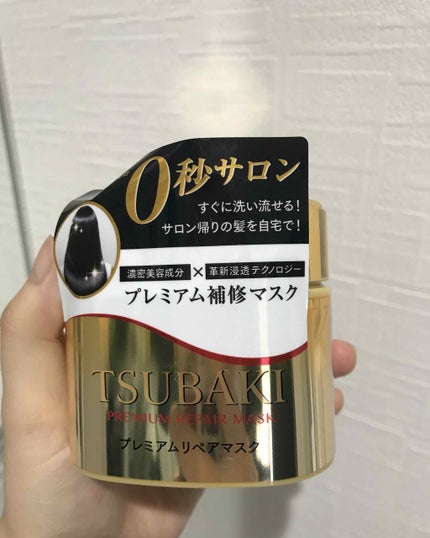 0秒サロン
すぐに洗い流せる!
サロン帰りの髪を自宅で!
濃密美容成分×革新浸透テクノロジー
プレミアム補修マスク
TSUBAKI
PREMIUM REPAIR MASK
プレミアムリペアマスク